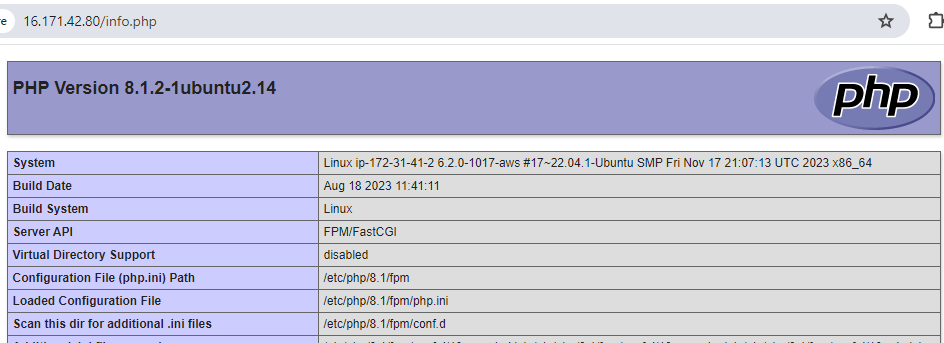 16.171.42.80/info.php
PHP Version 8.1.2-1ubuntu2.14
php
System Linux ip-172-31-41-2 6.2.0-1017-aws #17~22.04.1-Ubuntu SMP Fri Nov 17 21:07:13 UTC 2023 x86_64
Build Date Aug 18 2023 11:41:11
Build System Linux
Server API FPM/FastCGI
Virtual Directory Support disabled
Configuration File (php.ini) Path /etc/php/8.1/fpm
Loaded Configuration File /etc/php/8.1/fpm/php.ini
Scan this dir for additional .ini files /etc/php/8.1/fpm/conf.d